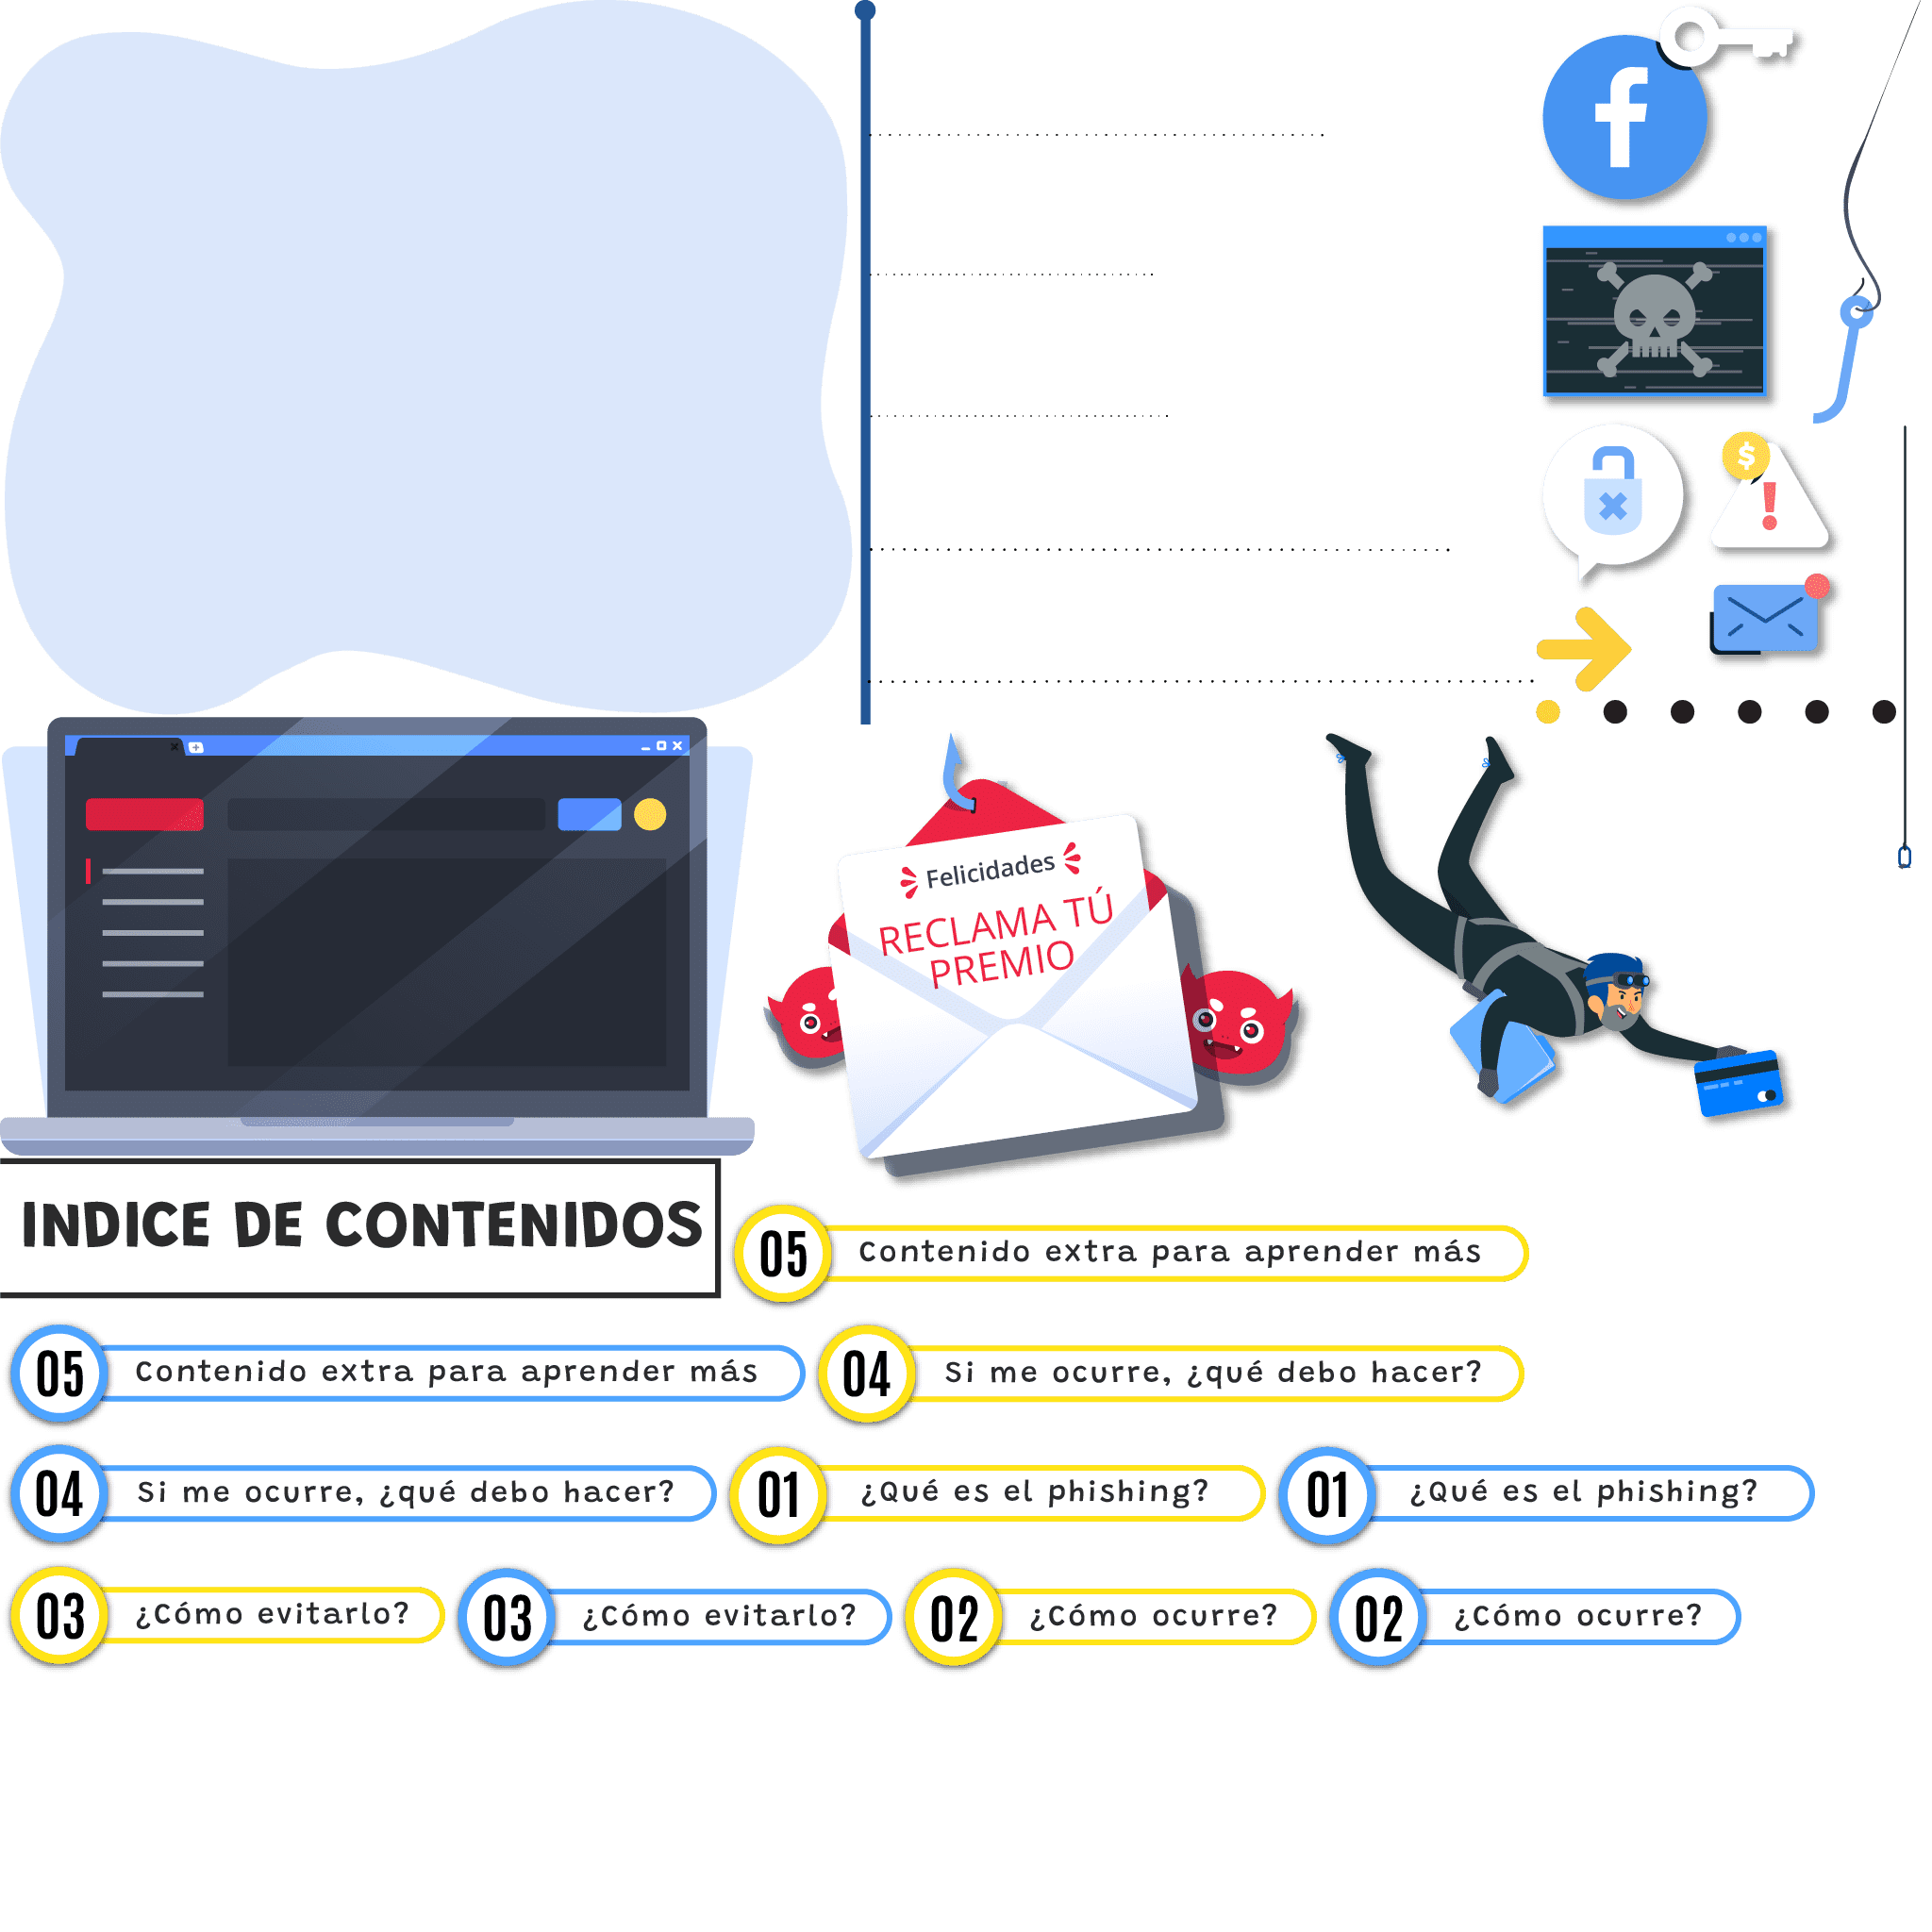 f
$
!
Felicidades
RECLAMA TÚ
PREMIO
INDICE DE CONTENIDOS
05 Contenido extra para aprender más
05 Contenido extra para aprender más
04 Si me ocurre, ¿qué debo hacer?
04 Si me ocurre, ¿qué debo hacer?
01 ¿Qué es el phishing?
01 ¿Qué es el phishing?
03 ¿Cómo evitarlo?
03 ¿Cómo evitarlo?
02 ¿Cómo ocurre?
02 ¿Cómo ocurre?